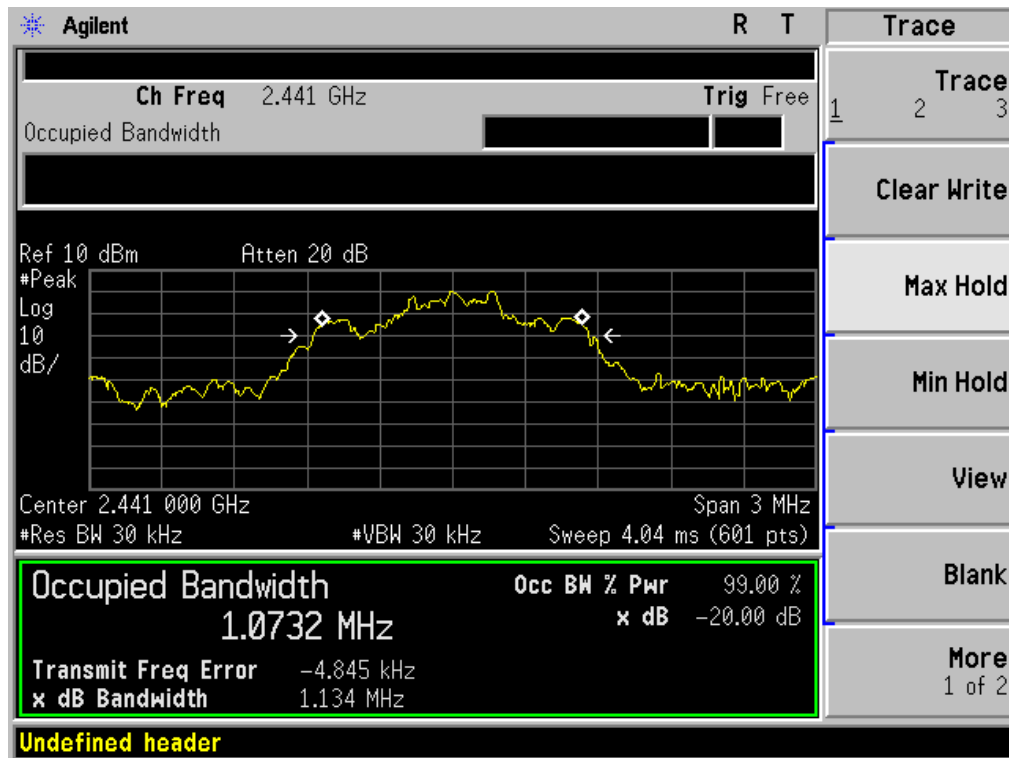 Agilent R T Trace
Ch Freq 2.441 GHz Trig Free
Occupied Bandwidth
Trace
1 2 3
Clear Write
Max Hold
Min Hold
View
Blank
More
1 of 2
Ref 10 dBm Atten 20 dB
#Peak
Log
10
dB/
Center 2.441 000 GHz Span 3 MHz
#Res BW 30 kHz #VBW 30 kHz Sweep 4.04 ms (601 pts)
Occupied Bandwidth Occ BW % Pwr 99.00 %
1.0732 MHz x dB -20.00 dB
Transmit Freq Error -4.845 kHz
x dB Bandwidth 1.134 MHz
Undefined header